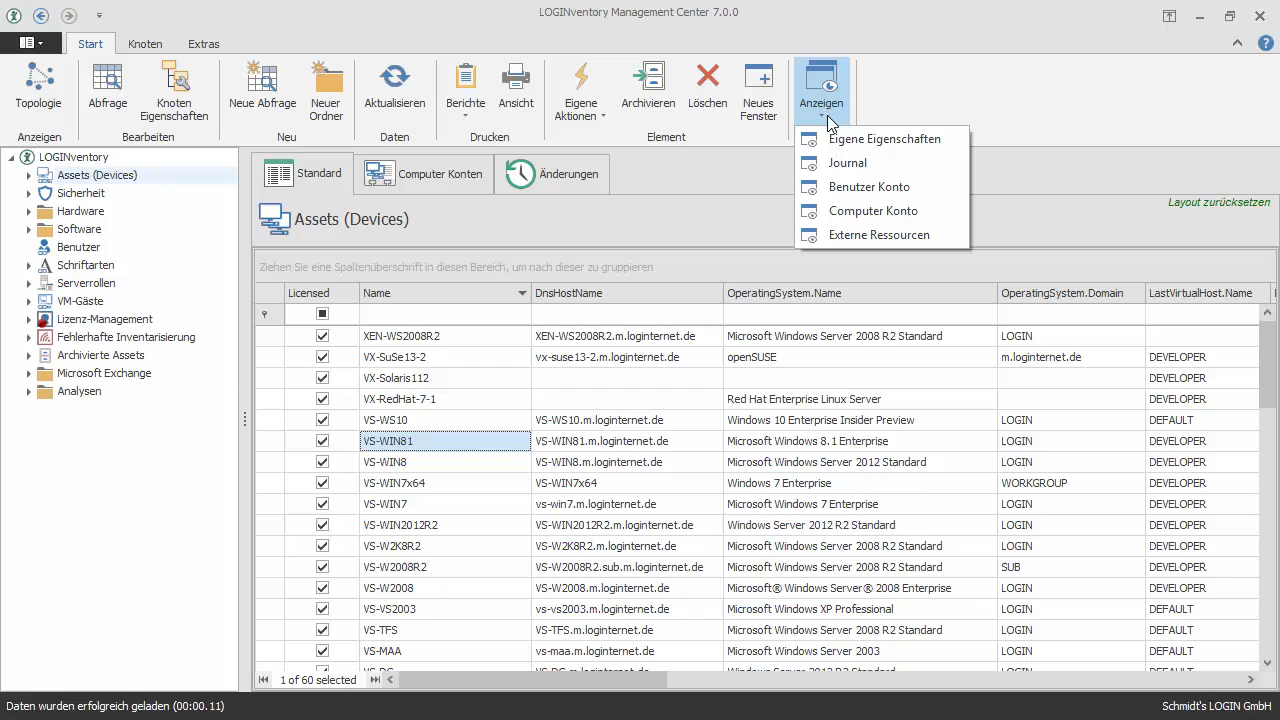 LOGINventory Management Center 7.0.0
Start Knoten Extras
Topologie
Abfrage
Knoten
Eigenschaften
Neue Abfrage
Neuer
Ordner
Aktualisieren
Berichte
Ansicht
Eigene
Aktionen
Archivieren
Löschen
Neues
Fenster
Anzeigen
Anzeigen Bearbeiten Neu Daten Drucken Element
Eigene Eigenschaften
Journal
Benutzer Konto
Computer Konto
Externe Ressourcen
LOGINventory
Assets (Devices)
Sicherheit
Hardware
Software
Benutzer
Schriftarten
Serverrollen
VM-Gäste
Lizenz-Management
Fehlerhafte Inventarisierung
Archivierte Assets
Microsoft Exchange
Analysen
Standard Computer Konten Änderungen
Layout zurücksetzen
Assets (Devices)
Ziehen Sie eine Spaltenüberschrift in diesen Bereich, um nach dieser zu gruppieren
Licensed Name DnsHostName OperatingSystem.Name OperatingSystem.Domain LastVirtualHost.Name
XEN-WS2008R2 XEN-WS2008R2.m.loginternet.de Microsoft Windows Server 2008 R2 Standard LOGIN
VX-SuSe13-2 vx-suse13-2.m.loginternet.de openSUSE m.loginternet.de DEVELOPER
VX-Solaris112 DEVELOPER
VX-RedHat-7-1 Red Hat Enterprise Linux Server DEVELOPER
VS-WS10 VS-WS10.m.loginternet.de Windows 10 Enterprise Insider Preview LOGIN DEFAULT
VS-WIN81 VS-WIN81.m.loginternet.de Microsoft Windows 8.1 Enterprise LOGIN DEVELOPER
VS-WIN8 VS-WIN8.m.loginternet.de Microsoft Windows Server 2012 Standard LOGIN DEVELOPER
VS-WIN7x64 VS-WIN7x64 Windows 7 Enterprise WORKGROUP DEVELOPER
VS-WIN7 vs-win7.m.loginternet.de Microsoft Windows 7 Enterprise LOGIN DEVELOPER
VS-WIN2012R2 VS-WIN2012R2.m.loginternet.de Windows Server 2012 R2 Standard LOGIN DEVELOPER
VS-W2K8R2 VS-W2K8R2.m.loginternet.de Microsoft Windows Server 2008 R2 Standard LOGIN DEVELOPER
VS-W2008R2 VS-W2008R2.sub.m.loginternet.de Microsoft Windows Server 2008 R2 Standard SUB DEVELOPER
VS-W2008 VS-W2008.m.loginternet.de Microsoft® Windows Server® 2008 Enterprise LOGIN DEVELOPER
VS-VS2003 vs-vs2003.m.loginternet.de Microsoft Windows XP Professional LOGIN DEFAULT
VS-TFS VS-TFS.m.loginternet.de Microsoft Windows Server 2008 R2 Standard LOGIN DEFAULT
VS-MAA vs-maa.m.loginternet.de Microsoft Windows Server 2003 LOGIN DEVELOPER
1 of 60 selected
Daten wurden erfolgreich geladen (00:00.11) Schmidt's LOGIN GmbH